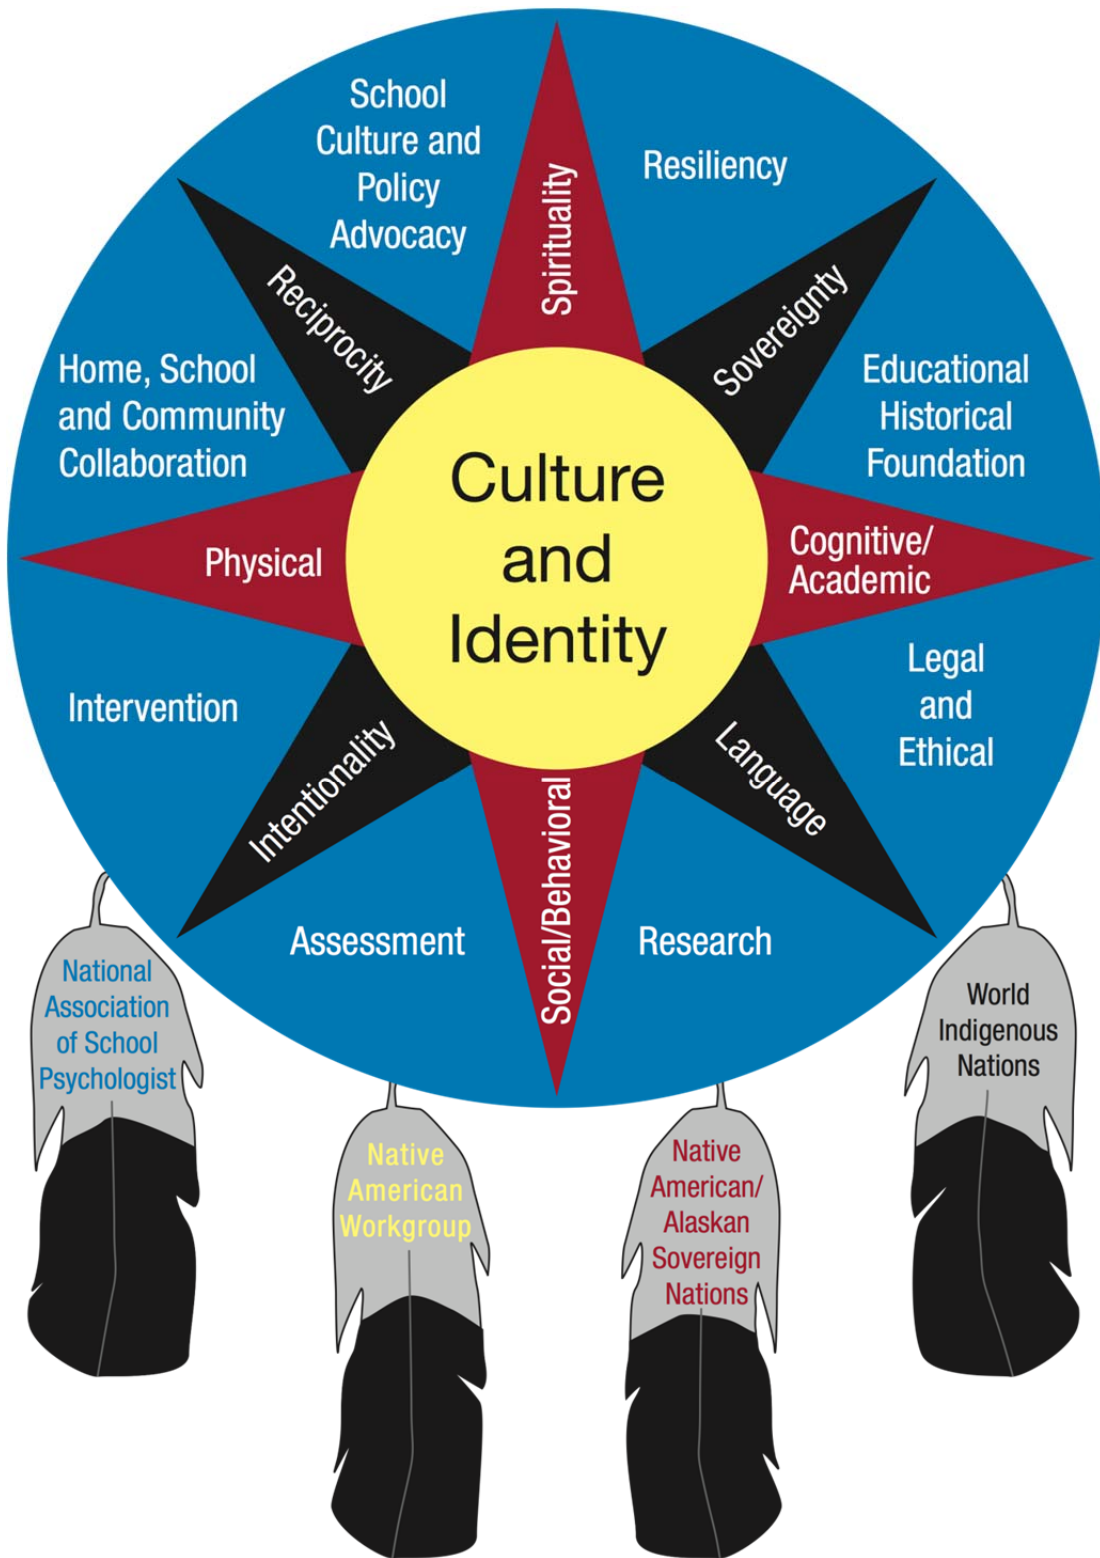 School
Culture and
Policy
Advocacy
Spirituality
Resiliency
Reciprocity
Sovereignty
Home, School
and Community
Collaboration
Educational
Historical
Foundation
Culture
and
Identity
Physical
Cognitive/
Academic
Intervention
Legal
and
Ethical
Intentionality
Language
Assessment
Social/Behavioral
Research
National
Association
of School
Psychologist
Native
American
Workgroup
Native
American/
Alaskan
Sovereign
Nations
World
Indigenous
Nations